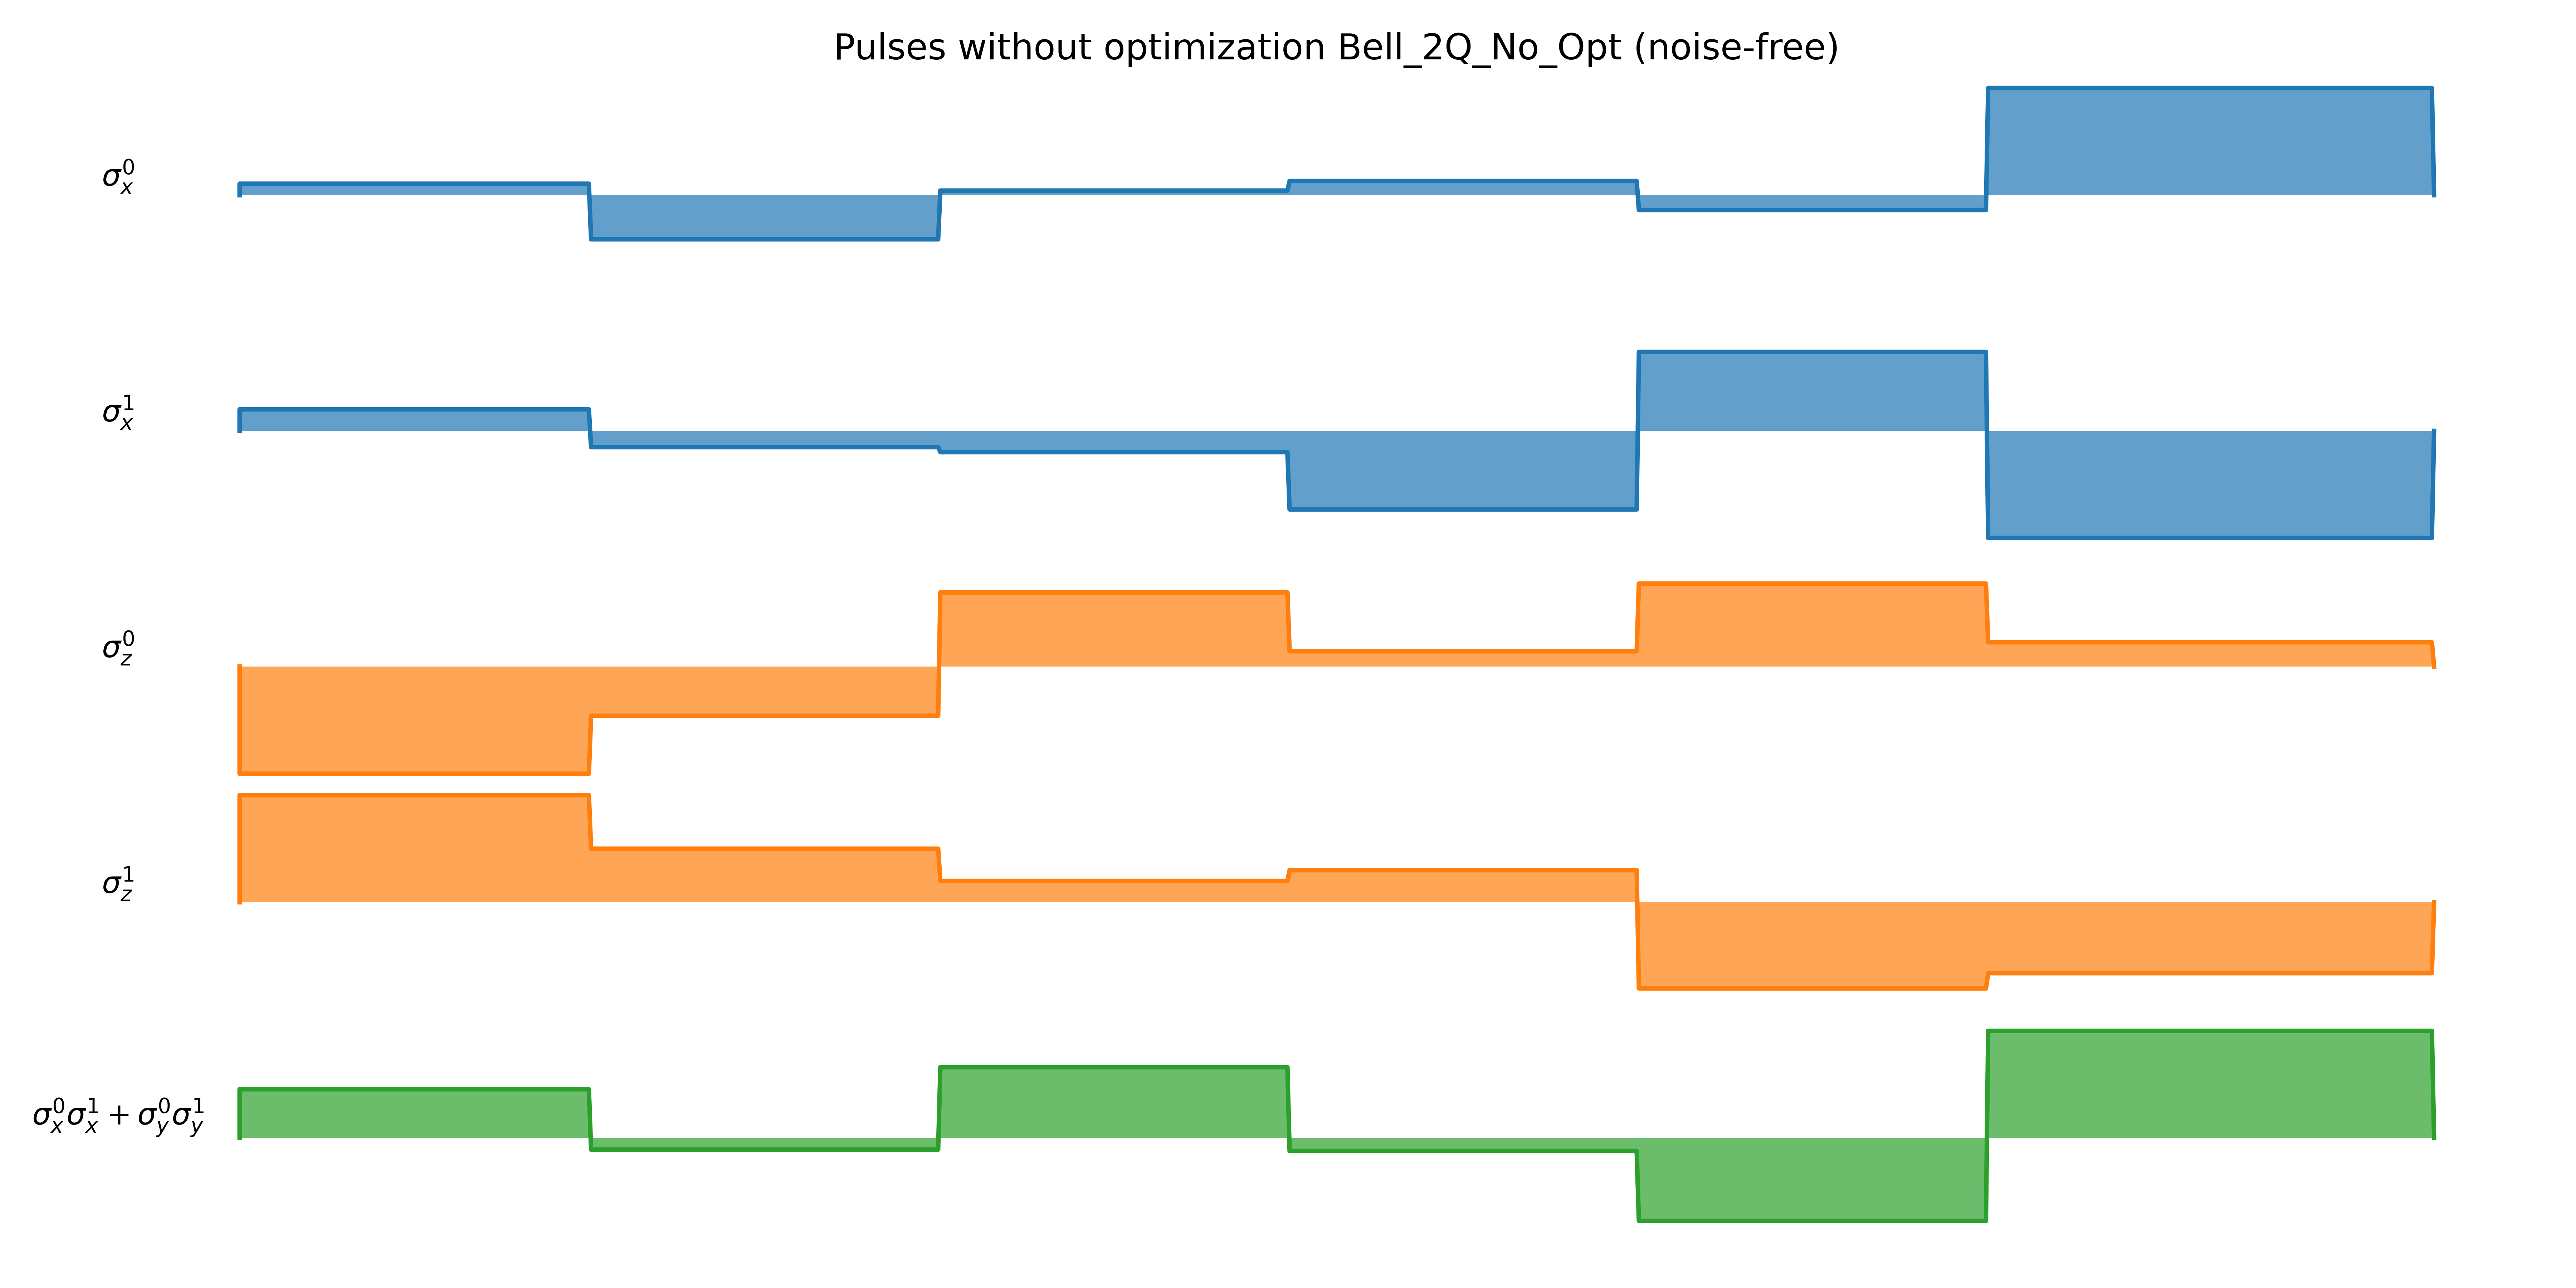 Pulses without optimization Bell_2Q_No_Opt (noise-free)
σ_x^0
σ_x^1
σ_z^0
σ_z^1
σ_x^0σ_x^1 + σ_y^0σ_y^1